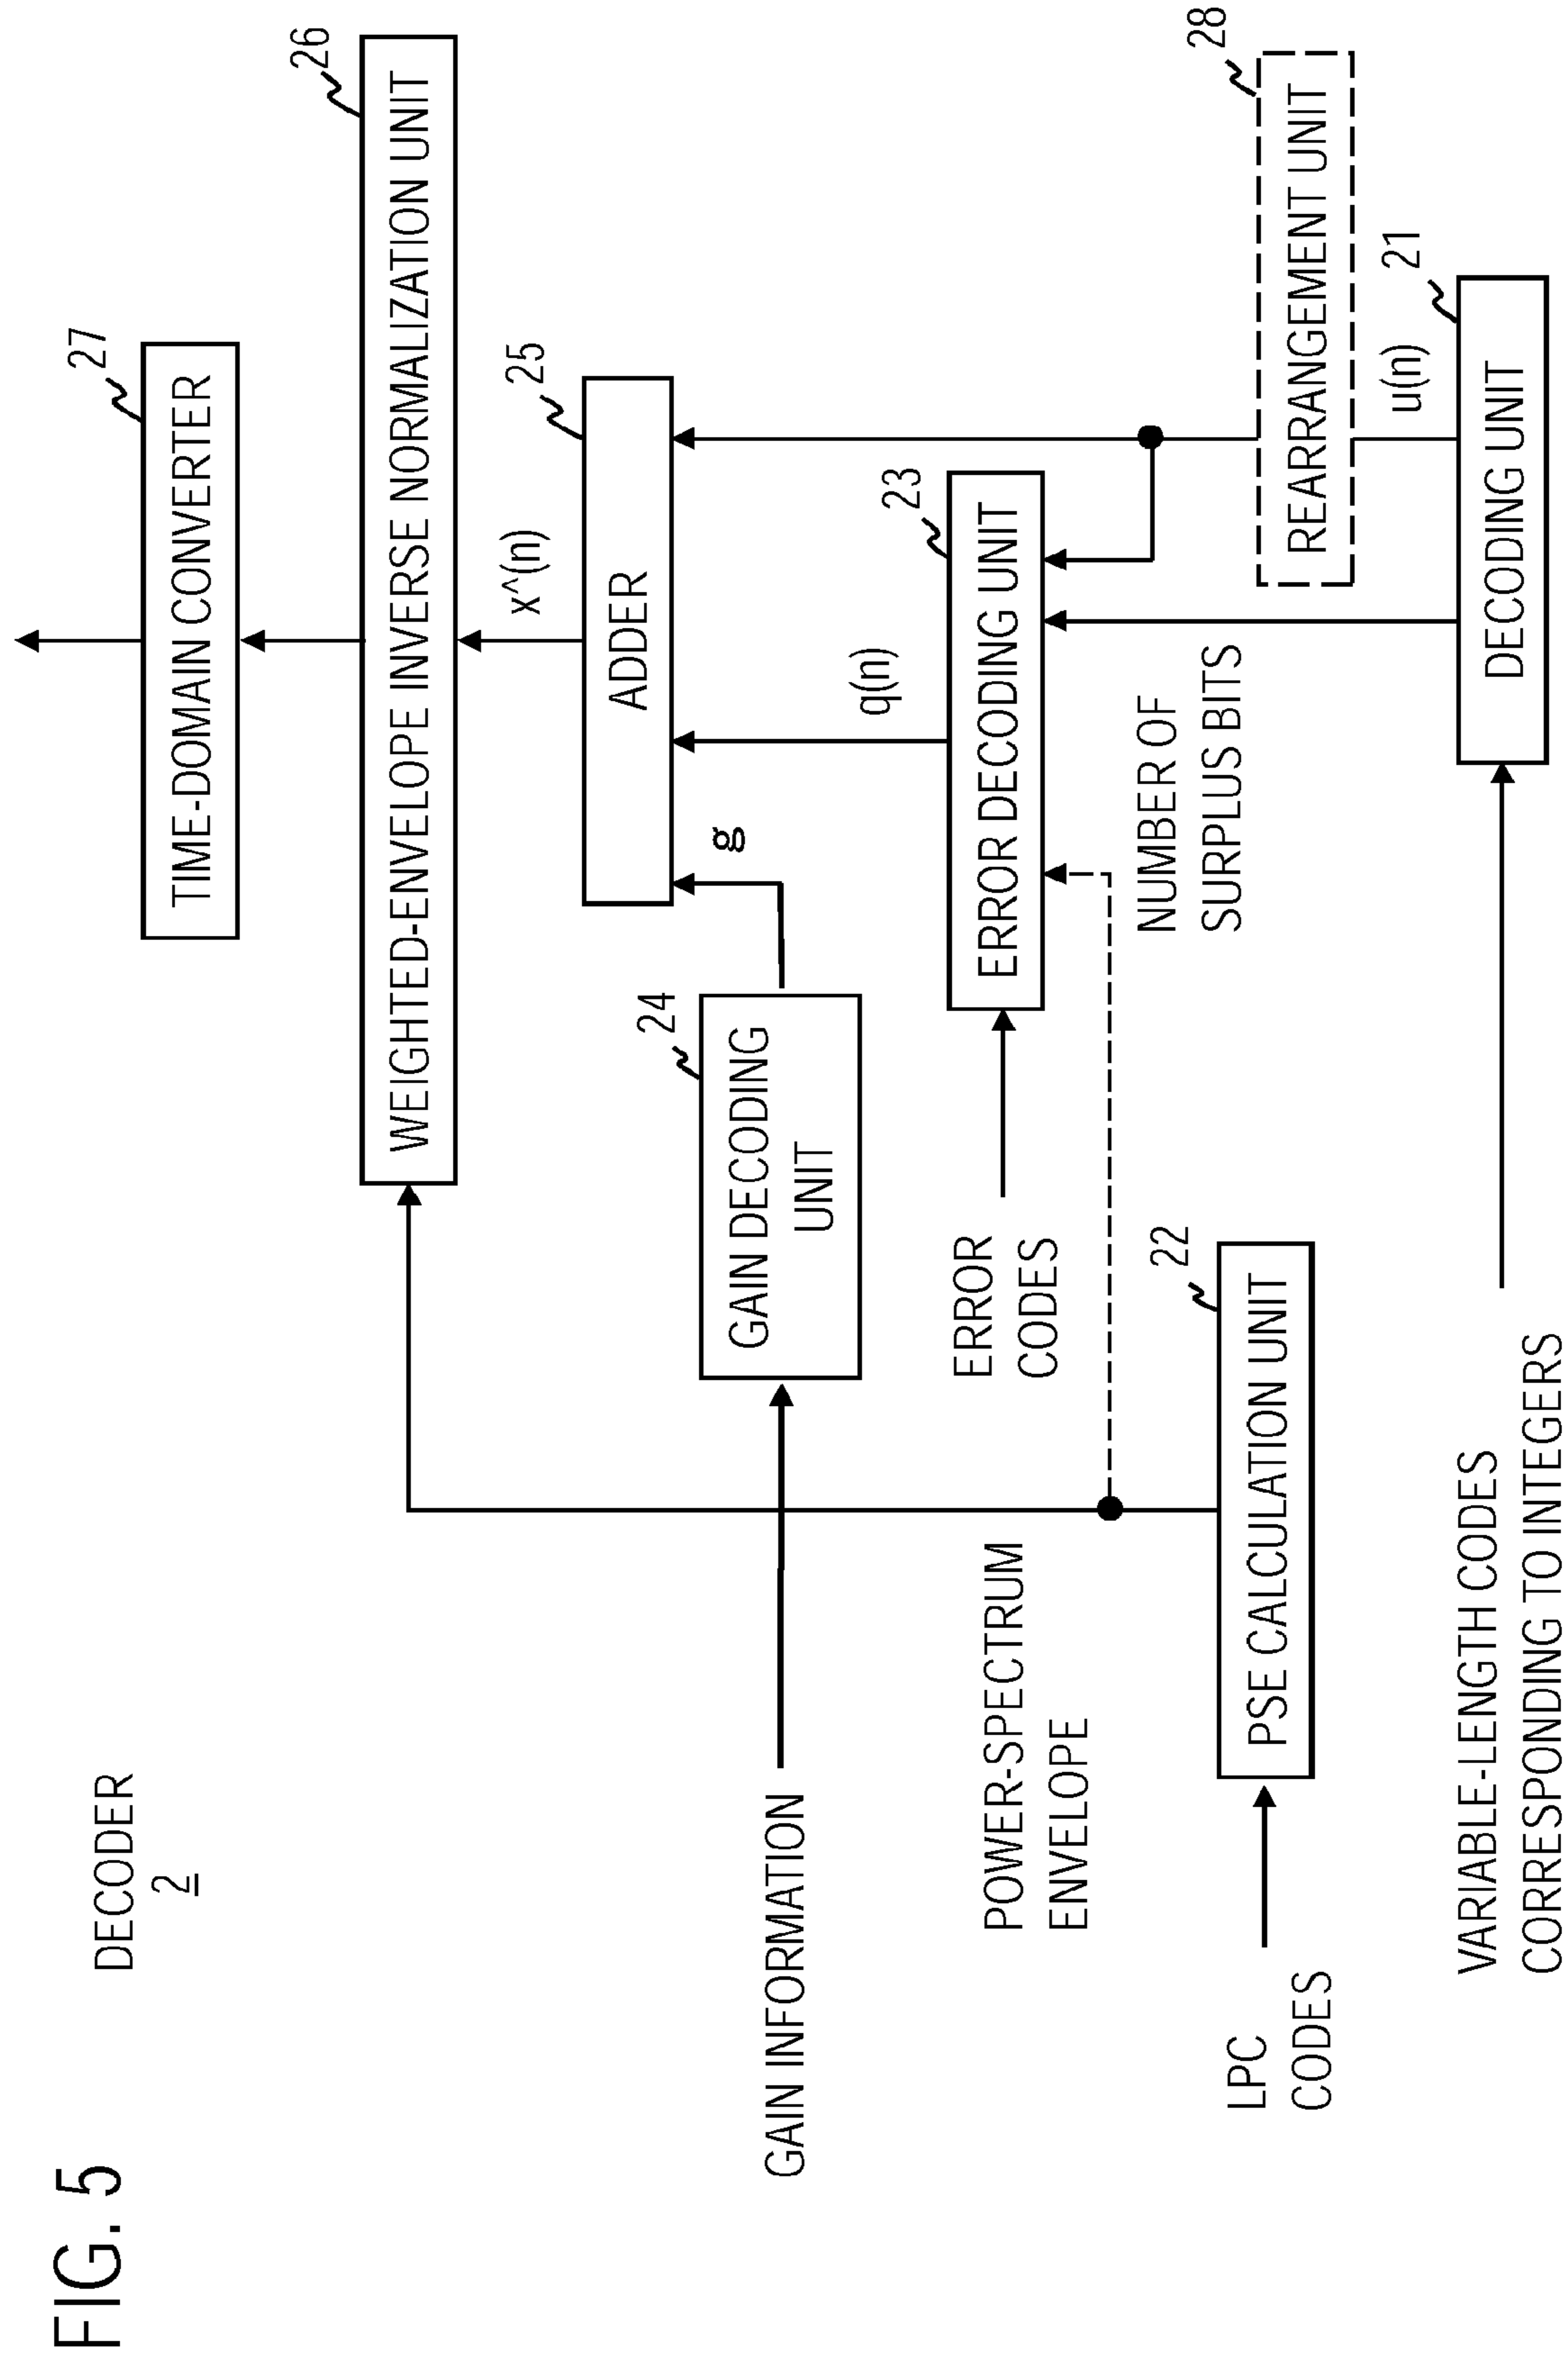 FIG. 5
DECODER
2
27
TIME-DOMAIN CONVERTER
26
WEIGHTED-ENVELOPE INVERSE NORMALIZATION UNIT
x^(n)
25
ADDER
g
q(n)
24
GAIN DECODING
UNIT
GAIN INFORMATION
23
ERROR DECODING UNIT
ERROR
CODES
POWER-SPECTRUM
ENVELOPE
NUMBER OF
SURPLUS BITS
28
REARRANGEMENT UNIT
22
PSE CALCULATION UNIT
LPC
CODES
u(n)
21
DECODING UNIT
VARIABLE-LENGTH CODES
CORRESPONDING TO INTEGERS